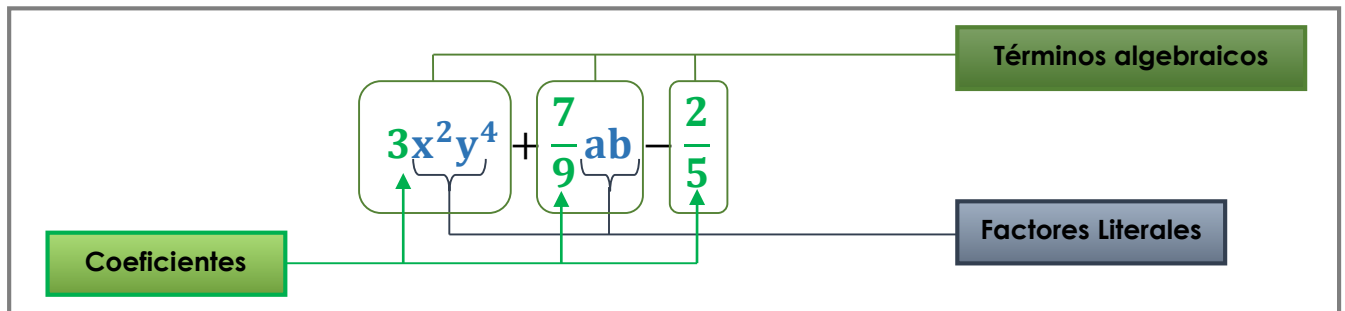 Términos algebraicos
3x²y⁴ + 7/9 ab − 2/5
Factores Literales
Coeficientes